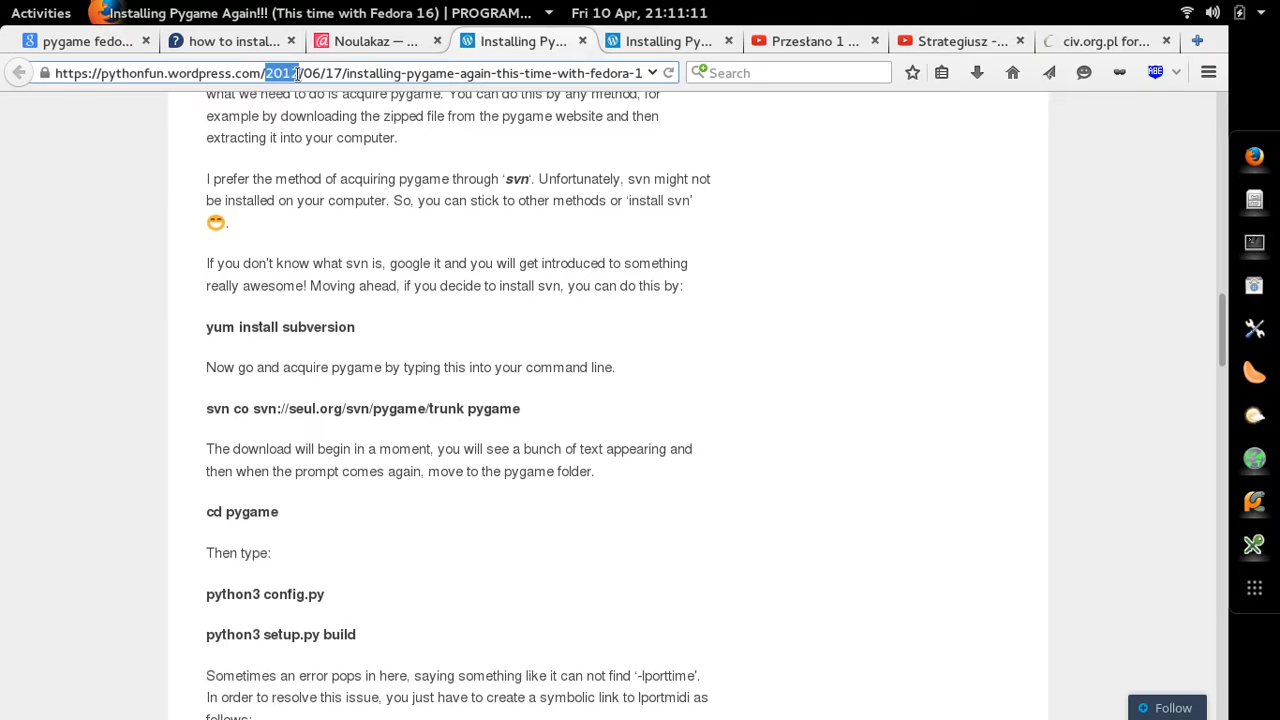 Activities Installing Pygame Again!!! (This time with Fedora 16) | PROGRAM... Fri 10 Apr, 21:11:11
pygame fedo... how to instal... Noulakaz — ... Installing Py... Installing Py... Przesłano 1 ... Strategiusz -... civ.org.pl for...
https://pythonfun.wordpress.com/2012/06/17/installing-pygame-again-this-time-with-fedora-1 Search ABE
what we need to do is acquire pygame. You can do this by any method, for
example by downloading the zipped file from the pygame website and then
extracting it into your computer.
I prefer the method of acquiring pygame through ‘svn‘. Unfortunately, svn might not
be installed on your computer. So, you can stick to other methods or ‘install svn’
.
If you don't know what svn is, google it and you will get introduced to something
really awesome! Moving ahead, if you decide to install svn, you can do this by:
yum install subversion
Now go and acquire pygame by typing this into your command line.
svn co svn://seul.org/svn/pygame/trunk pygame
The download will begin in a moment, you will see a bunch of text appearing and
then when the prompt comes again, move to the pygame folder.
cd pygame
Then type:
python3 config.py
python3 setup.py build
Sometimes an error pops in here, saying something like it can not find ‘-lporttime’.
In order to resolve this issue, you just have to create a symbolic link to lportmidi as
follows:
Follow